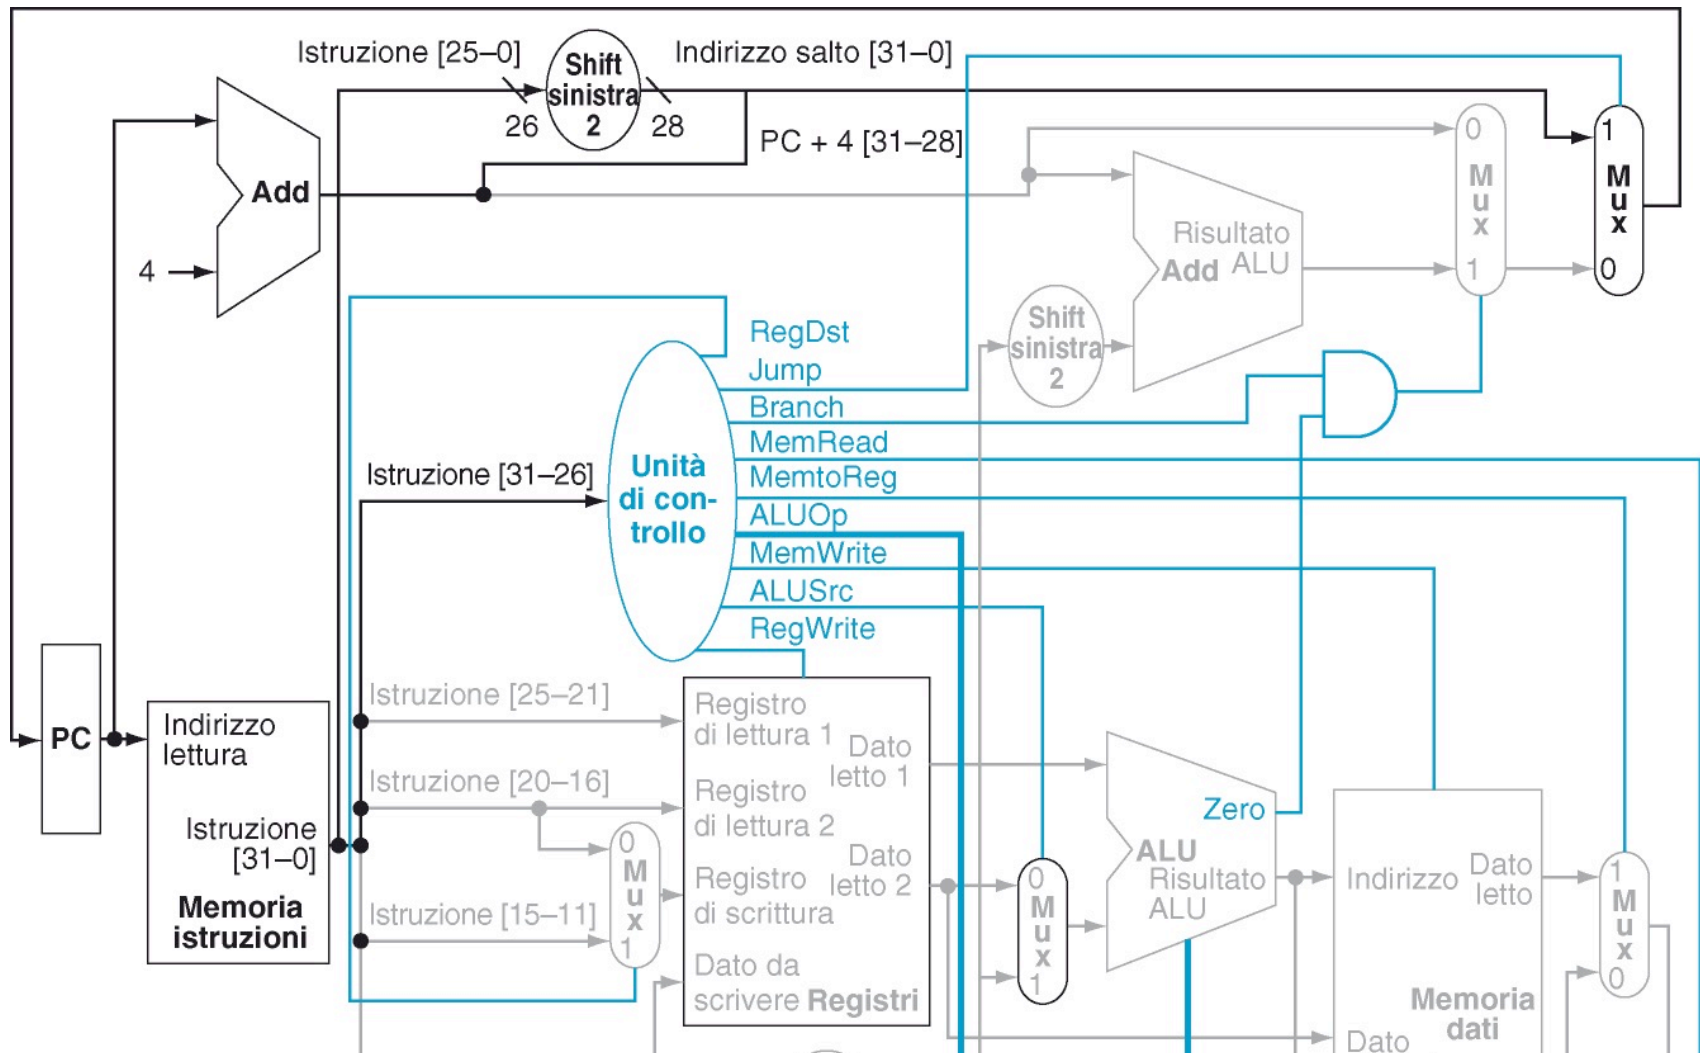 Istruzione [25–0]
Shift
sinistra
2
26
28
Indirizzo salto [31–0]
PC + 4 [31–28]
Add
4
0
M
u
x
1
1
M
u
x
0
Risultato
ALU
Add
Shift
sinistra
2
RegDst
Jump
Branch
MemRead
MemtoReg
ALUOp
MemWrite
ALUSrc
RegWrite
Unità
di con-
trollo
Istruzione [31–26]
PC
Indirizzo
lettura
Istruzione
[31–0]
Memoria
istruzioni
Istruzione [25–21]
Istruzione [20–16]
Istruzione [15–11]
0
M
u
x
1
Registro
di lettura 1
Registro
di lettura 2
Registro
di scrittura
Dato da
scrivere Registri
Dato
letto 1
Dato
letto 2
0
M
u
x
1
Zero
ALU
Risultato
ALU
Indirizzo
Dato
letto
Memoria
dati
Dato
1
M
u
x
0